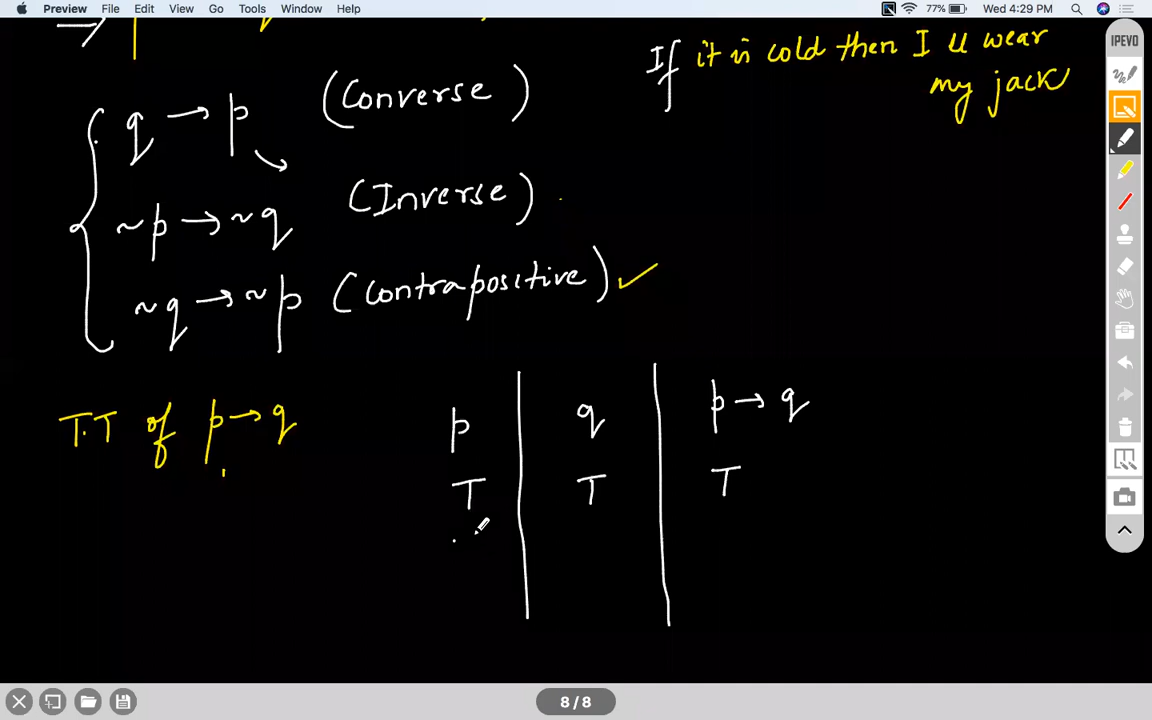 Preview File Edit View Go Tools Window Help
77% Wed 4:29 PM
→ p q
If it is cold then I ll wear
my jack
IPEVO
q → p (Converse)
~p → ~q (Inverse)
~q → ~p (Contrapositive) ✓
T.T of p → q
p q p → q
T T T
8 / 8